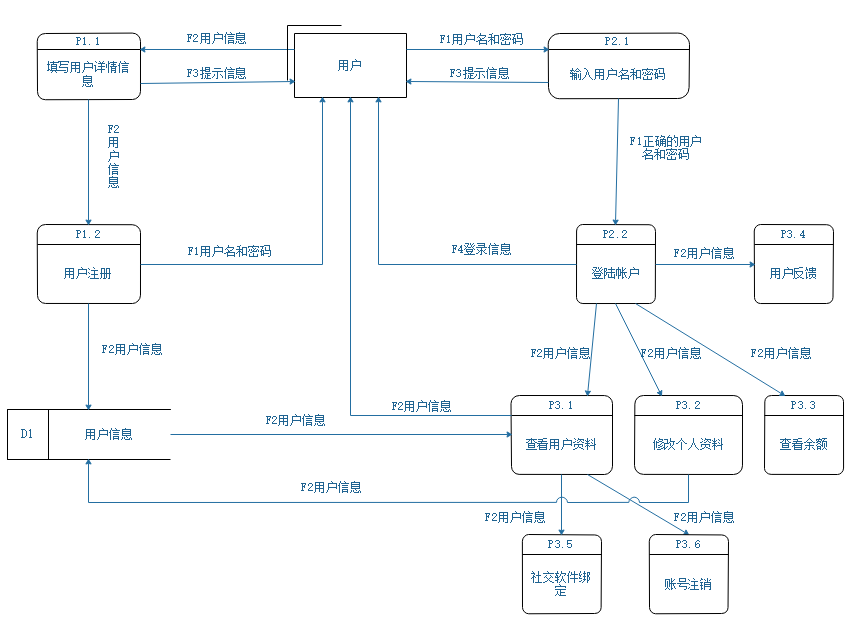 P1.1
填写用户详情信
息
F2用户信息
F3提示信息
用户
F1用户名和密码
F3提示信息
P2.1
输入用户名和密码
F2
用
户
信
息
F1正确的用户
名和密码
P1.2
用户注册
F1用户名和密码
F4登录信息
P2.2
登陆帐户
F2用户信息
P3.4
用户反馈
F2用户信息
F2用户信息
F2用户信息
F2用户信息
D1
用户信息
F2用户信息
F2用户信息
P3.1
查看用户资料
P3.2
修改个人资料
P3.3
查看余额
F2用户信息
F2用户信息
F2用户信息
P3.5
社交软件绑
定
P3.6
账号注销